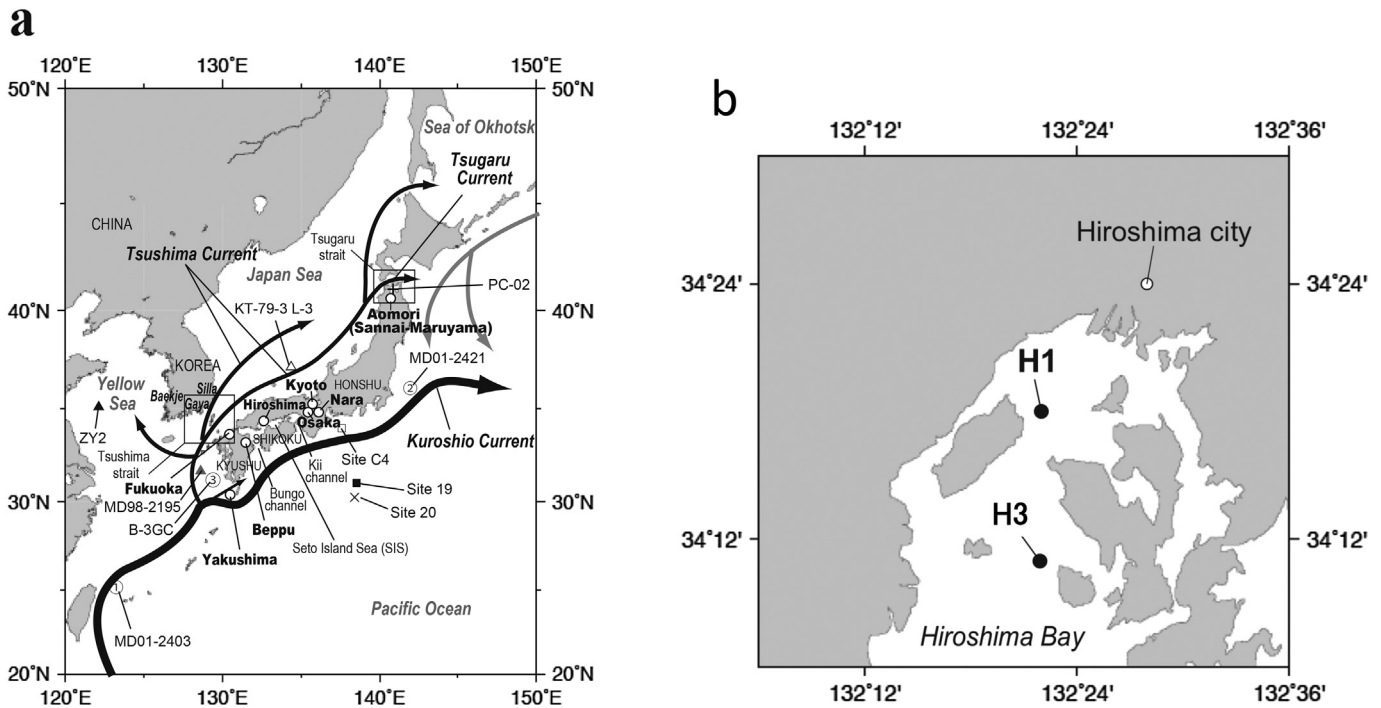 a
120°E 130°E 140°E 150°E
50°N 50°N
Sea of Okhotsk
Tsugaru
Current
CHINA
Tsushima Current
Tsugaru
strait
Japan Sea
PC-02
40°N 40°N
KT-79-3 L-3
Aomori
(Sannai-Maruyama)
MD01-2421
KOREA
Yellow
Sea
Silla
Baekje
Gaya
Kyoto
HONSHU
2
Hiroshima
Nara
Osaka
ZY2
SHIKOKU
Kuroshio Current
Tsushima
strait
KYUSHU
Kii
channel
Site C4
3
Fukuoka
Bungo
channel
Site 19
MD98-2195
30°N 30°N
Site 20
B-3GC
Beppu
Seto Island Sea (SIS)
Yakushima
1
Pacific Ocean
MD01-2403
20°N 20°N
120°E 130°E 140°E 150°E
b
132°12' 132°24' 132°36'
Hiroshima city
34°24' 34°24'
H1
H3
34°12' 34°12'
Hiroshima Bay
132°12' 132°24' 132°36'